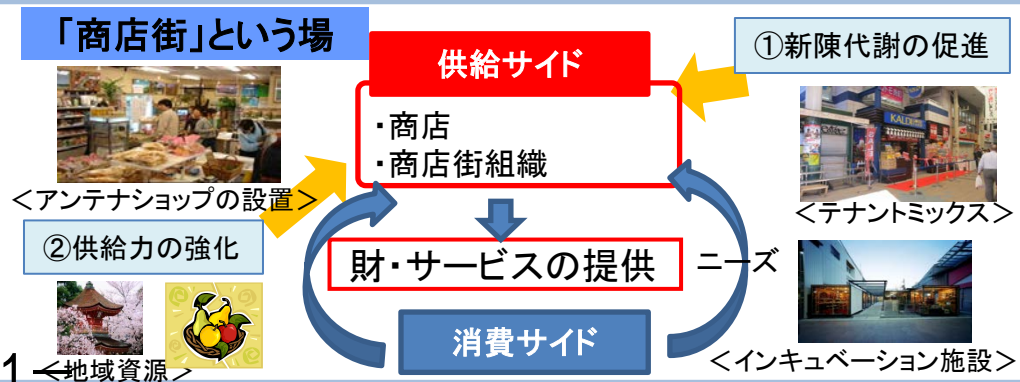 「商店街」という場
供給サイド
①新陳代謝の促進
・商店
・商店街組織
KALDI
＜アンテナショップの設置＞
＜テナントミックス＞
②供給力の強化
財・サービスの提供
ニーズ
消費サイド
1
＜地域資源＞
＜インキュベーション施設＞